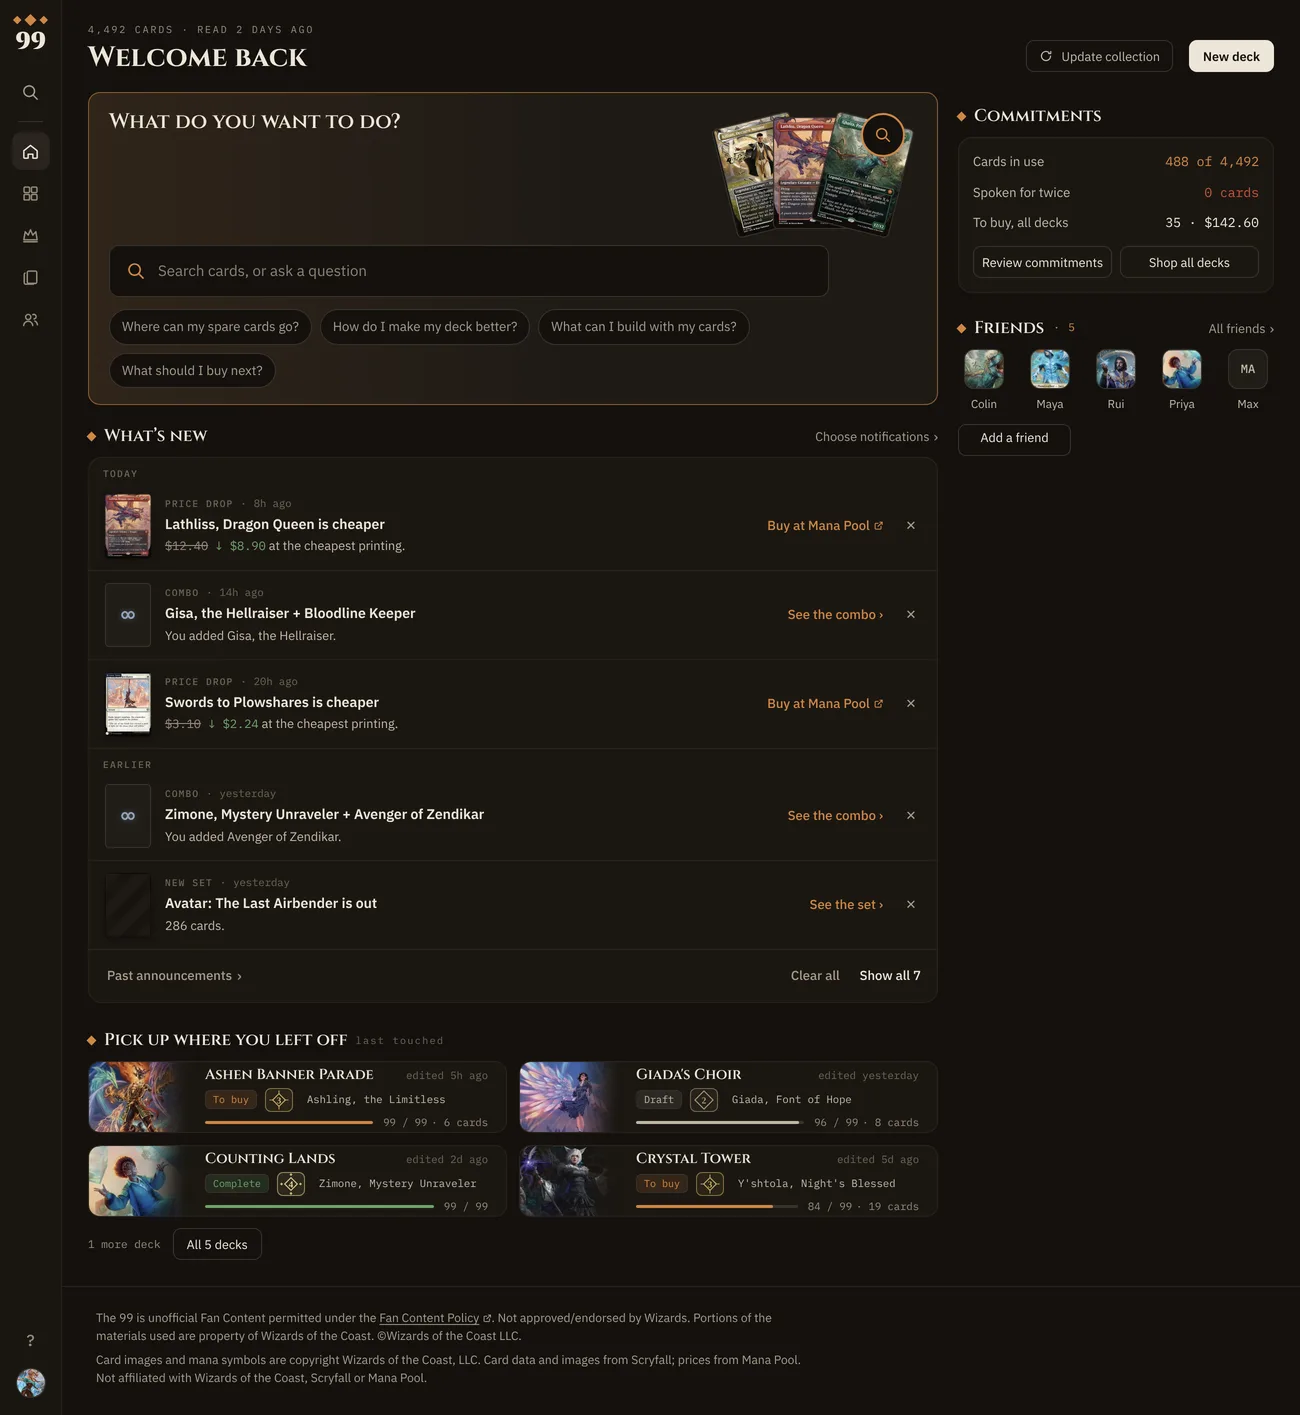 99
4,492 CARDS · READ 2 DAYS AGO
WELCOME BACK
Update collection
New deck
WHAT DO YOU WANT TO DO?
Lathliss, Dragon Queen
Search cards, or ask a question
Where can my spare cards go?
How do I make my deck better?
What can I build with my cards?
What should I buy next?
COMMITMENTS
Cards in use 488 of 4,492
Spoken for twice 0 cards
To buy, all decks 35 · $142.60
Review commitments
Shop all decks
FRIENDS · 5
All friends ›
Colin
Maya
Rui
Priya
MA
Max
Add a friend
WHAT'S NEW
Choose notifications ›
TODAY
PRICE DROP · 8h ago
Lathliss, Dragon Queen is cheaper
$12.40 ↓ $8.90 at the cheapest printing.
Buy at Mana Pool
×
COMBO · 14h ago
∞
Gisa, the Hellraiser + Bloodline Keeper
You added Gisa, the Hellraiser.
See the combo ›
×
PRICE DROP · 20h ago
Swords to Plowshares is cheaper
$3.10 ↓ $2.24 at the cheapest printing.
Buy at Mana Pool
×
EARLIER
COMBO · yesterday
∞
Zimone, Mystery Unraveler + Avenger of Zendikar
You added Avenger of Zendikar.
See the combo ›
×
NEW SET · yesterday
Avatar: The Last Airbender is out
286 cards.
See the set ›
×
Past announcements ›
Clear all
Show all 7
PICK UP WHERE YOU LEFT OFF last touched
ASHEN BANNER PARADE edited 5h ago
To buy 3 Ashling, the Limitless
99 / 99 · 6 cards
GIADA'S CHOIR edited yesterday
Draft 2 Giada, Font of Hope
96 / 99 · 8 cards
COUNTING LANDS edited 2d ago
Complete 4 Zimone, Mystery Unraveler
99 / 99
CRYSTAL TOWER edited 5d ago
To buy 3 Y'shtola, Night's Blessed
84 / 99 · 19 cards
1 more deck
All 5 decks
The 99 is unofficial Fan Content permitted under the Fan Content Policy. Not approved/endorsed by Wizards. Portions of the
materials used are property of Wizards of the Coast. ©Wizards of the Coast LLC.
Card images and mana symbols are copyright Wizards of the Coast, LLC. Card data and images from Scryfall; prices from Mana Pool.
Not affiliated with Wizards of the Coast, Scryfall or Mana Pool.
?